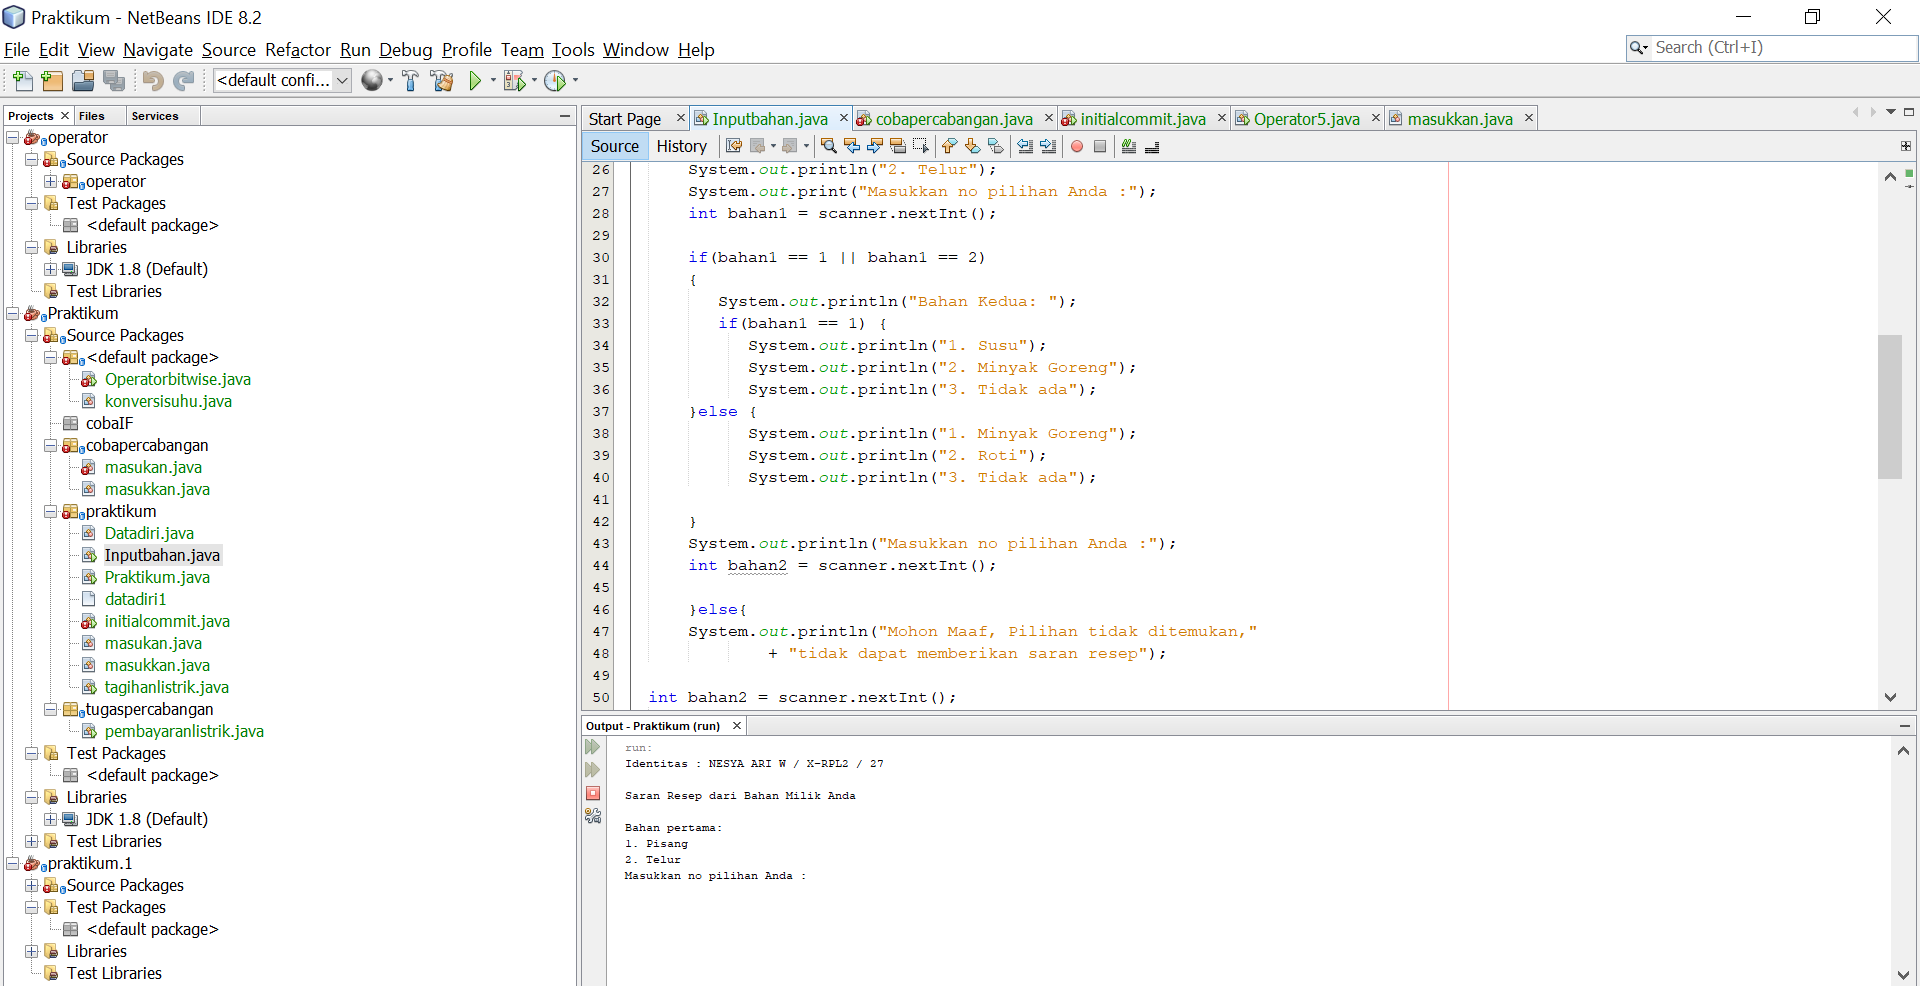 Praktikum - NetBeans IDE 8.2
File Edit View Navigate Source Refactor Run Debug Profile Team Tools Window Help
Search (Ctrl+I)
<default confi...
Projects Files Services
operator
Source Packages
operator
Test Packages
<default package>
Libraries
JDK 1.8 (Default)
Test Libraries
Praktikum
Source Packages
<default package>
Operatorbitwise.java
konversisuhu.java
cobaIF
cobapercabangan
masukan.java
masukkan.java
praktikum
Datadiri.java
Inputbahan.java
Praktikum.java
datadiri1
initialcommit.java
masukan.java
masukkan.java
tagihanlistrik.java
tugaspercabangan
pembayaranlistrik.java
Test Packages
<default package>
Libraries
JDK 1.8 (Default)
Test Libraries
praktikum.1
Source Packages
Test Packages
<default package>
Libraries
Test Libraries
Start Page Inputbahan.java cobapercabangan.java initialcommit.java Operator5.java masukkan.java
Source History
26 System.out.println("2. Telur");
27 System.out.print("Masukkan no pilihan Anda :");
28 int bahan1 = scanner.nextInt();
29
30 if(bahan1 == 1 || bahan1 == 2)
31 {
32 System.out.println("Bahan Kedua: ");
33 if(bahan1 == 1) {
34 System.out.println("1. Susu");
35 System.out.println("2. Minyak Goreng");
36 System.out.println("3. Tidak ada");
37 }else {
38 System.out.println("1. Minyak Goreng");
39 System.out.println("2. Roti");
40 System.out.println("3. Tidak ada");
41
42 }
43 System.out.println("Masukkan no pilihan Anda :");
44 int bahan2 = scanner.nextInt();
45
46 }else{
47 System.out.println("Mohon Maaf, Pilihan tidak ditemukan,"
48 + "tidak dapat memberikan saran resep");
49
50 int bahan2 = scanner.nextInt();
Output - Praktikum (run)
run:
Identitas : NESYA ARI W / X-RPL2 / 27
Saran Resep dari Bahan Milik Anda
Bahan pertama:
1. Pisang
2. Telur
Masukkan no pilihan Anda :